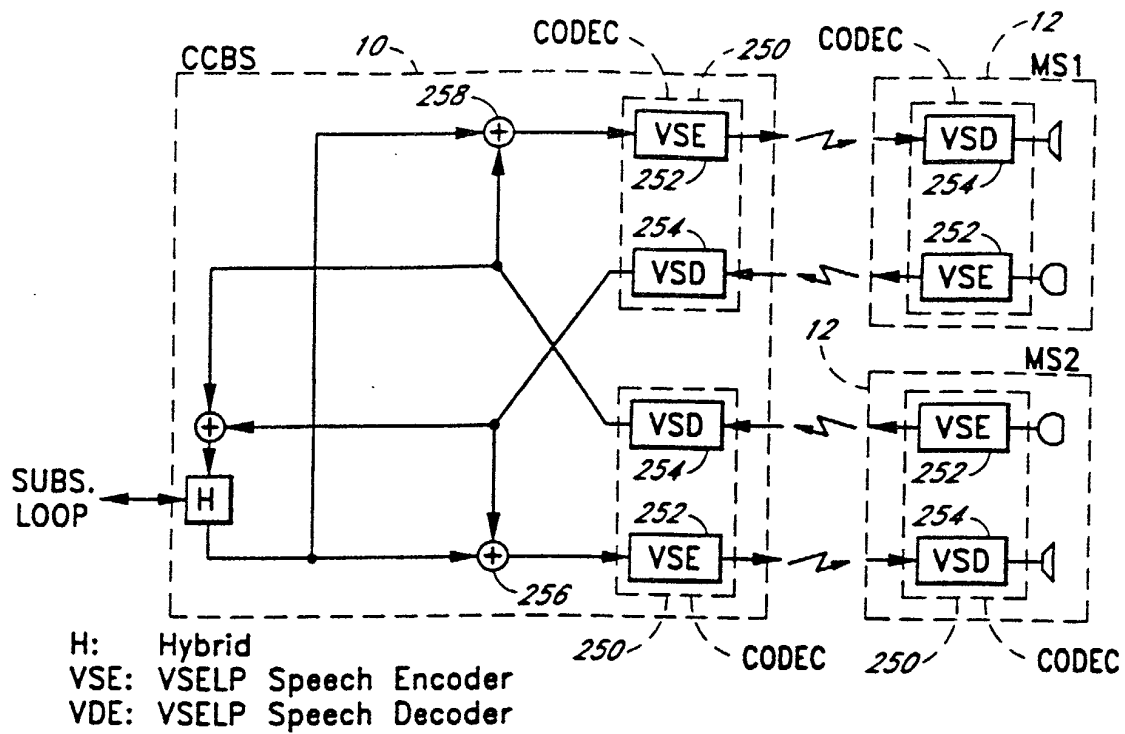 CCBS
10
CODEC
250
CODEC
12
MS1
258
VSE
252
VSD
254
254
VSD
252
VSE
12
MS2
VSD
254
VSE
252
SUBS.
LOOP
H
252
VSE
254
VSD
256
250
CODEC
250
CODEC
H: Hybrid
VSE: VSELP Speech Encoder
VDE: VSELP Speech Decoder